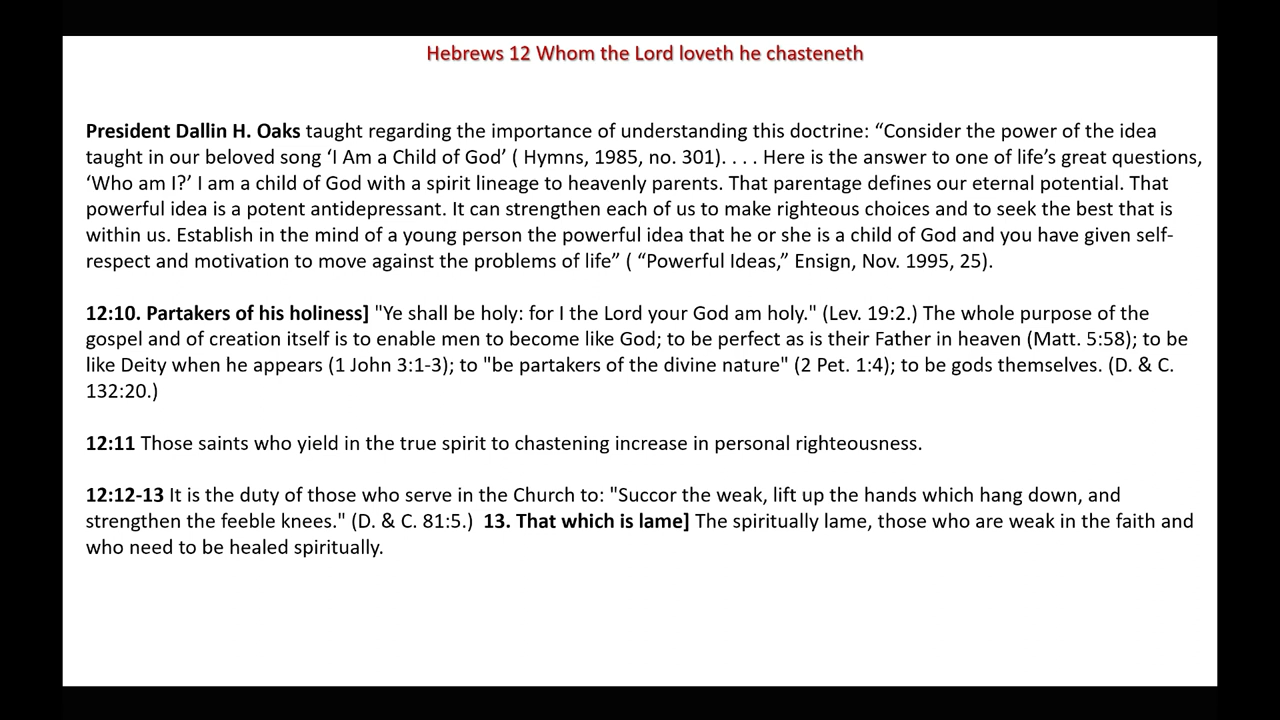 Hebrews 12 Whom the Lord loveth he chasteneth
President Dallin H. Oaks taught regarding the importance of understanding this doctrine: “Consider the power of the idea
taught in our beloved song ‘I Am a Child of God’ ( Hymns, 1985, no. 301). . . . Here is the answer to one of life’s great questions,
‘Who am I?’ I am a child of God with a spirit lineage to heavenly parents. That parentage defines our eternal potential. That
powerful idea is a potent antidepressant. It can strengthen each of us to make righteous choices and to seek the best that is
within us. Establish in the mind of a young person the powerful idea that he or she is a child of God and you have given self-
respect and motivation to move against the problems of life” ( “Powerful Ideas,” Ensign, Nov. 1995, 25).
12:10. Partakers of his holiness] "Ye shall be holy: for I the Lord your God am holy." (Lev. 19:2.) The whole purpose of the
gospel and of creation itself is to enable men to become like God; to be perfect as is their Father in heaven (Matt. 5:58); to be
like Deity when he appears (1 John 3:1-3); to "be partakers of the divine nature" (2 Pet. 1:4); to be gods themselves. (D. & C.
132:20.)
12:11 Those saints who yield in the true spirit to chastening increase in personal righteousness.
12:12-13 It is the duty of those who serve in the Church to: "Succor the weak, lift up the hands which hang down, and
strengthen the feeble knees." (D. & C. 81:5.)  13. That which is lame] The spiritually lame, those who are weak in the faith and
who need to be healed spiritually.